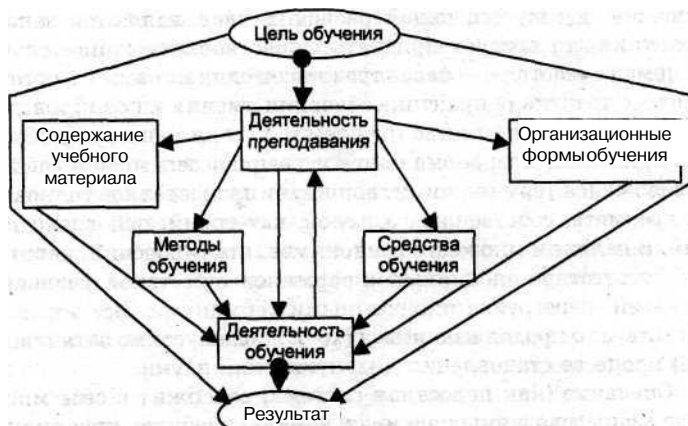 Цель обучения
Содержание
учебного
материала
Деятельность
преподавания
Организационные
формы обучения
Методы
обучения
Средства
обучения
Деятельность
обучения
Результат